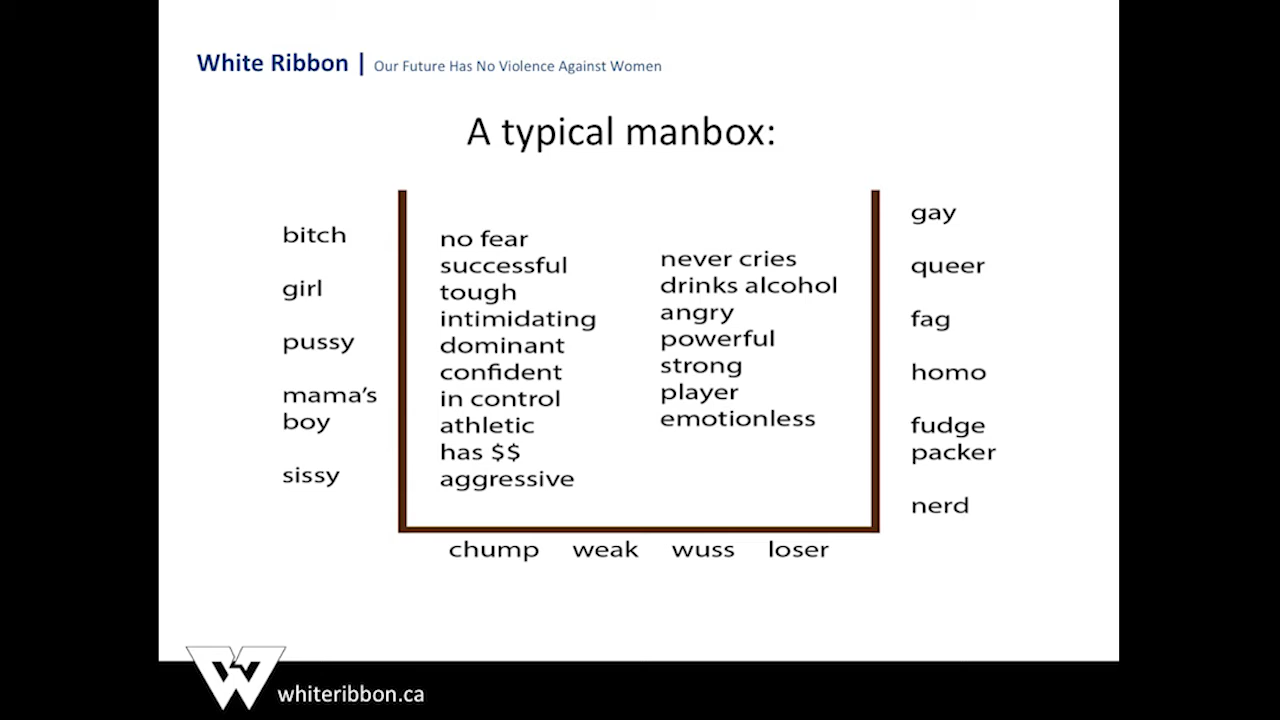 White Ribbon | Our Future Has No Violence Against Women
A typical manbox:
bitch
girl
pussy
mama's
boy
sissy
no fear
successful
tough
intimidating
dominant
confident
in control
athletic
has $$
aggressive
never cries
drinks alcohol
angry
powerful
strong
player
emotionless
gay
queer
fag
homo
fudge
packer
nerd
chump weak wuss loser
whiteribbon.ca